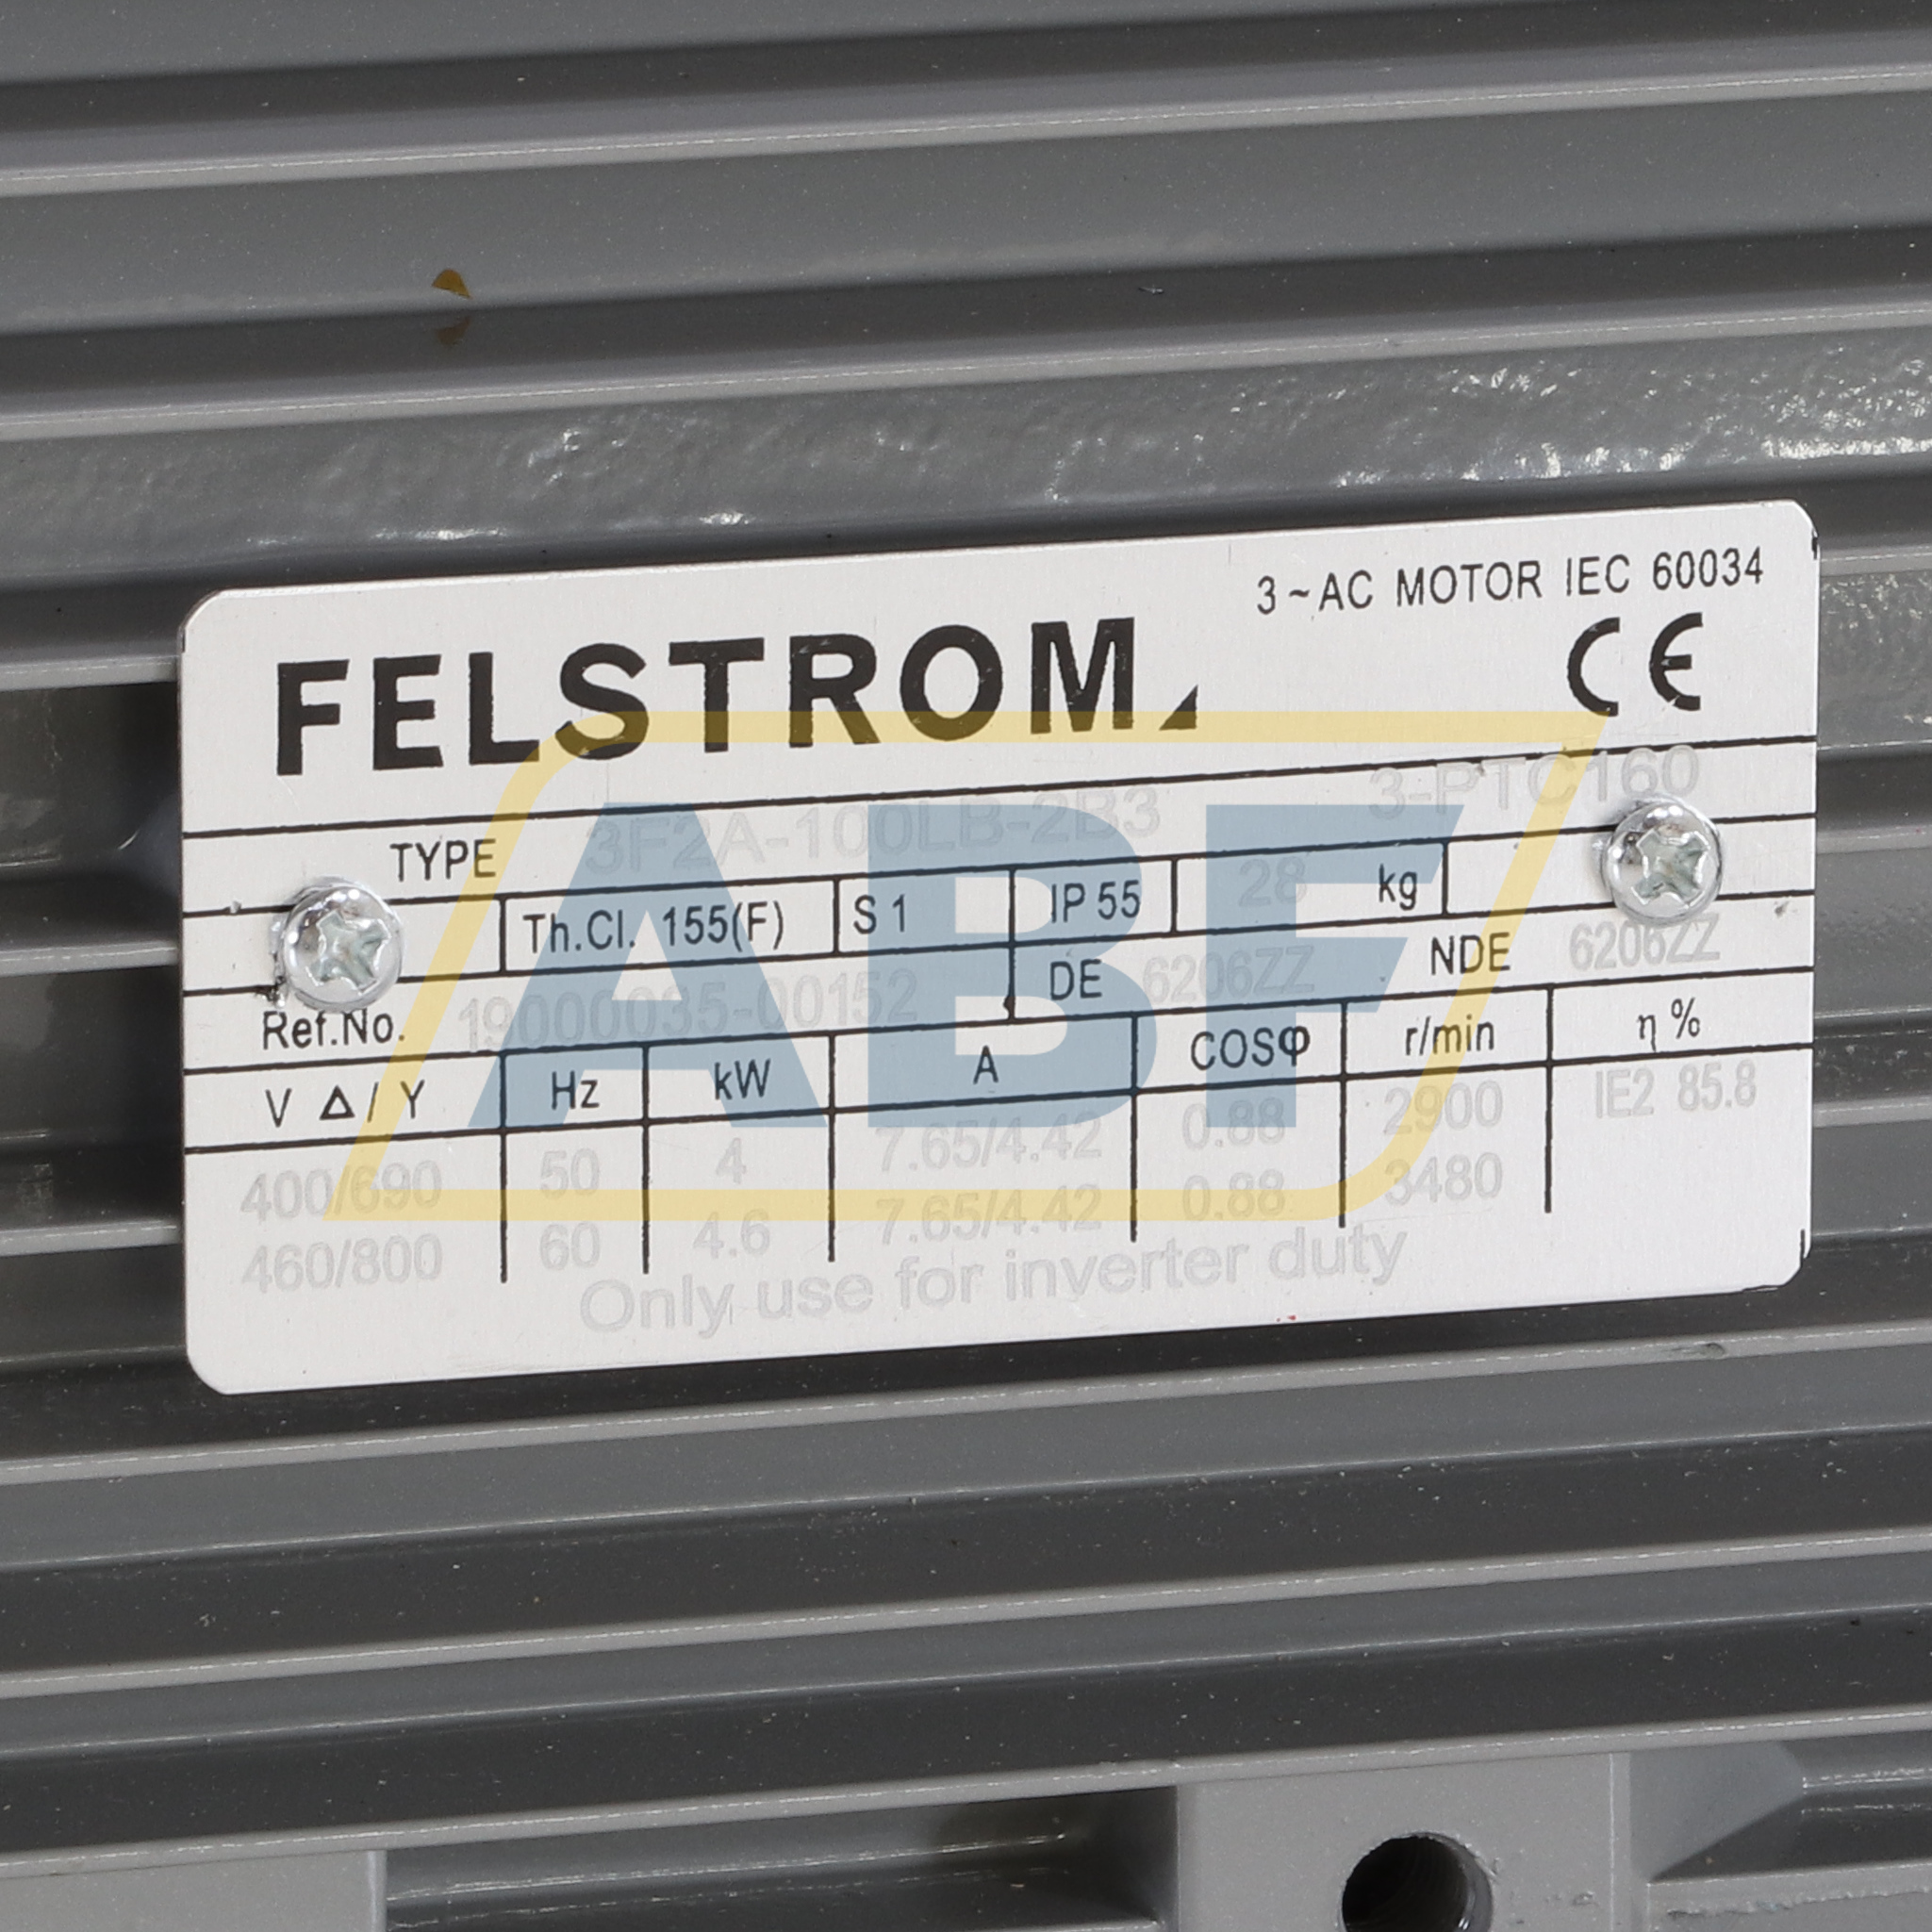 3~AC MOTOR IEC 60034
FELSTROM
CE
TYPE 3F2A-100LB-2B3 3-PTC160
Th.Cl. 155(F) S1 IP 55 28 kg
Ref.No. 19000035-00152 DE 6206ZZ NDE 6206ZZ
V Δ/Y Hz kW A COSφ r/min η%
400/690 50 4 7.65/4.42 0.88 2900 IE2 85.8
460/800 60 4.6 7.65/4.42 0.88 3480
Only use for inverter duty
ABF